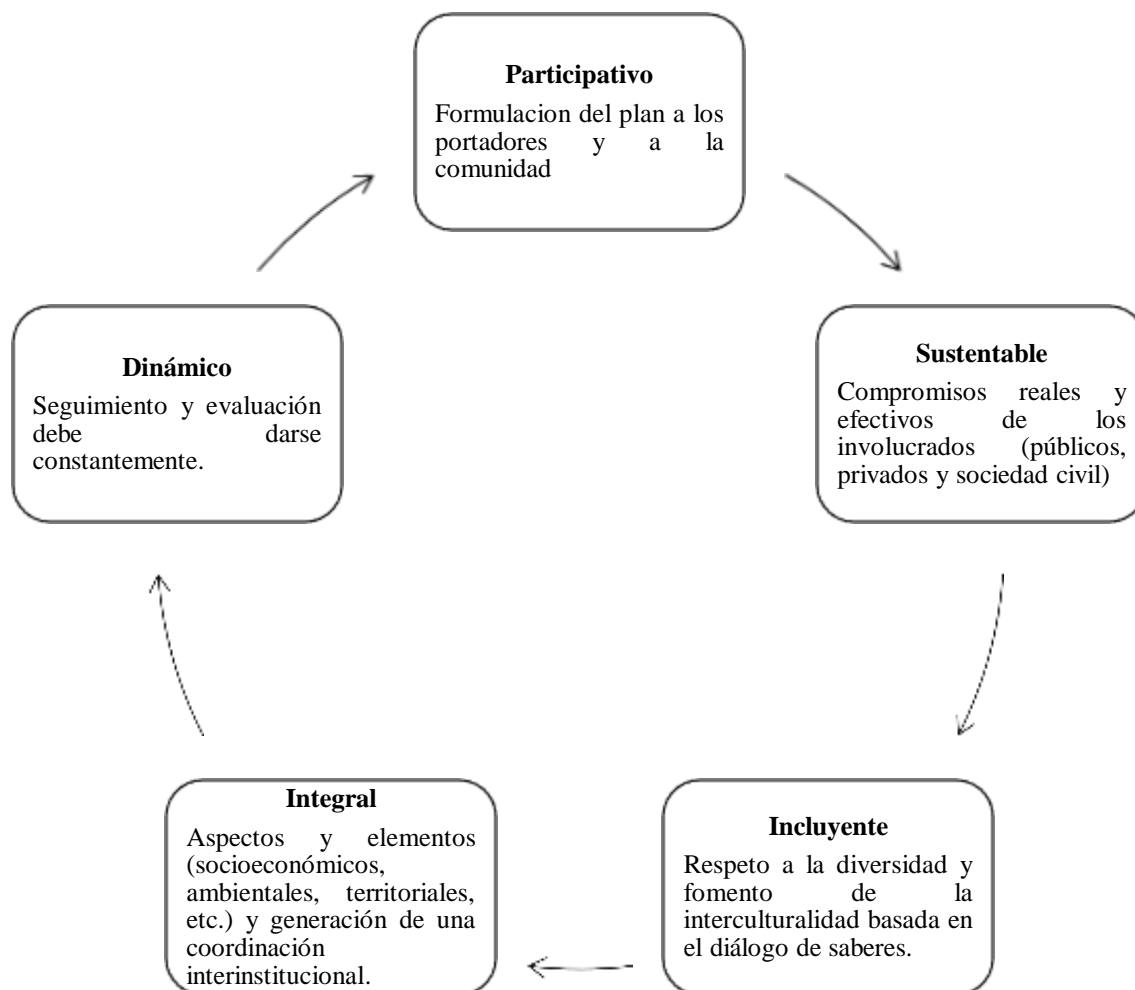 Participativo
Formulacion del plan a los
portadores y a la
comunidad
Sustentable
Compromisos reales y
efectivos de los
involucrados (públicos,
privados y sociedad civil)
Incluyente
Respeto a la diversidad y
fomento de la
interculturalidad basada en
el diálogo de saberes.
Integral
Aspectos y elementos
(socioeconómicos,
ambientales, territoriales,
etc.) y generación de una
coordinación
interinstitucional.
Dinámico
Seguimiento y evaluación
debe darse
constantemente.